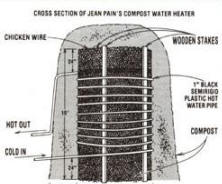 CROSS SECTION OF JEAN PAIN'S COMPOST WATER HEATER
CHICKEN WIRE
WOODEN STAKES
1" BLACK
SEMIRIGID
PLASTIC HOT
WATER PIPE
HOT OUT
COLD IN
COMPOST